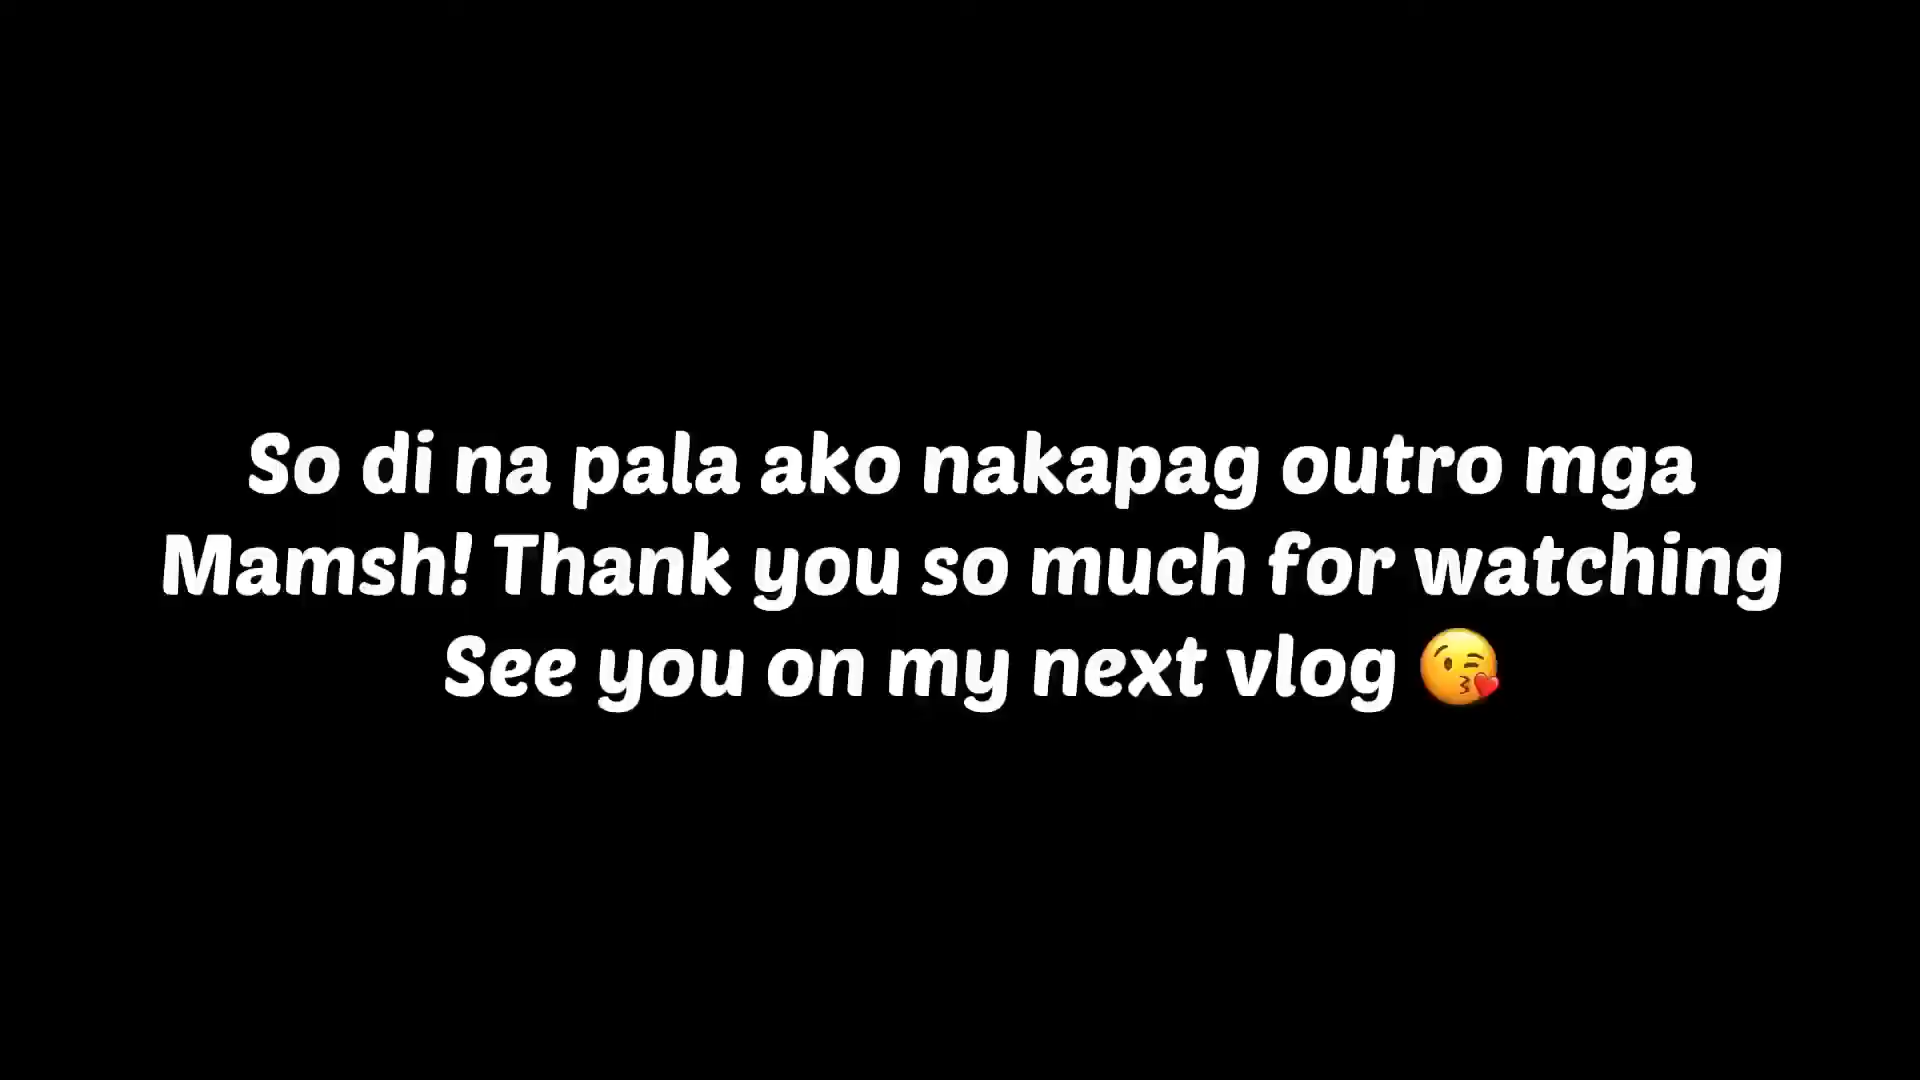 So di na pala ako nakapag outro mga
Mamsh! Thank you so much for watching
See you on my next vlog 😘